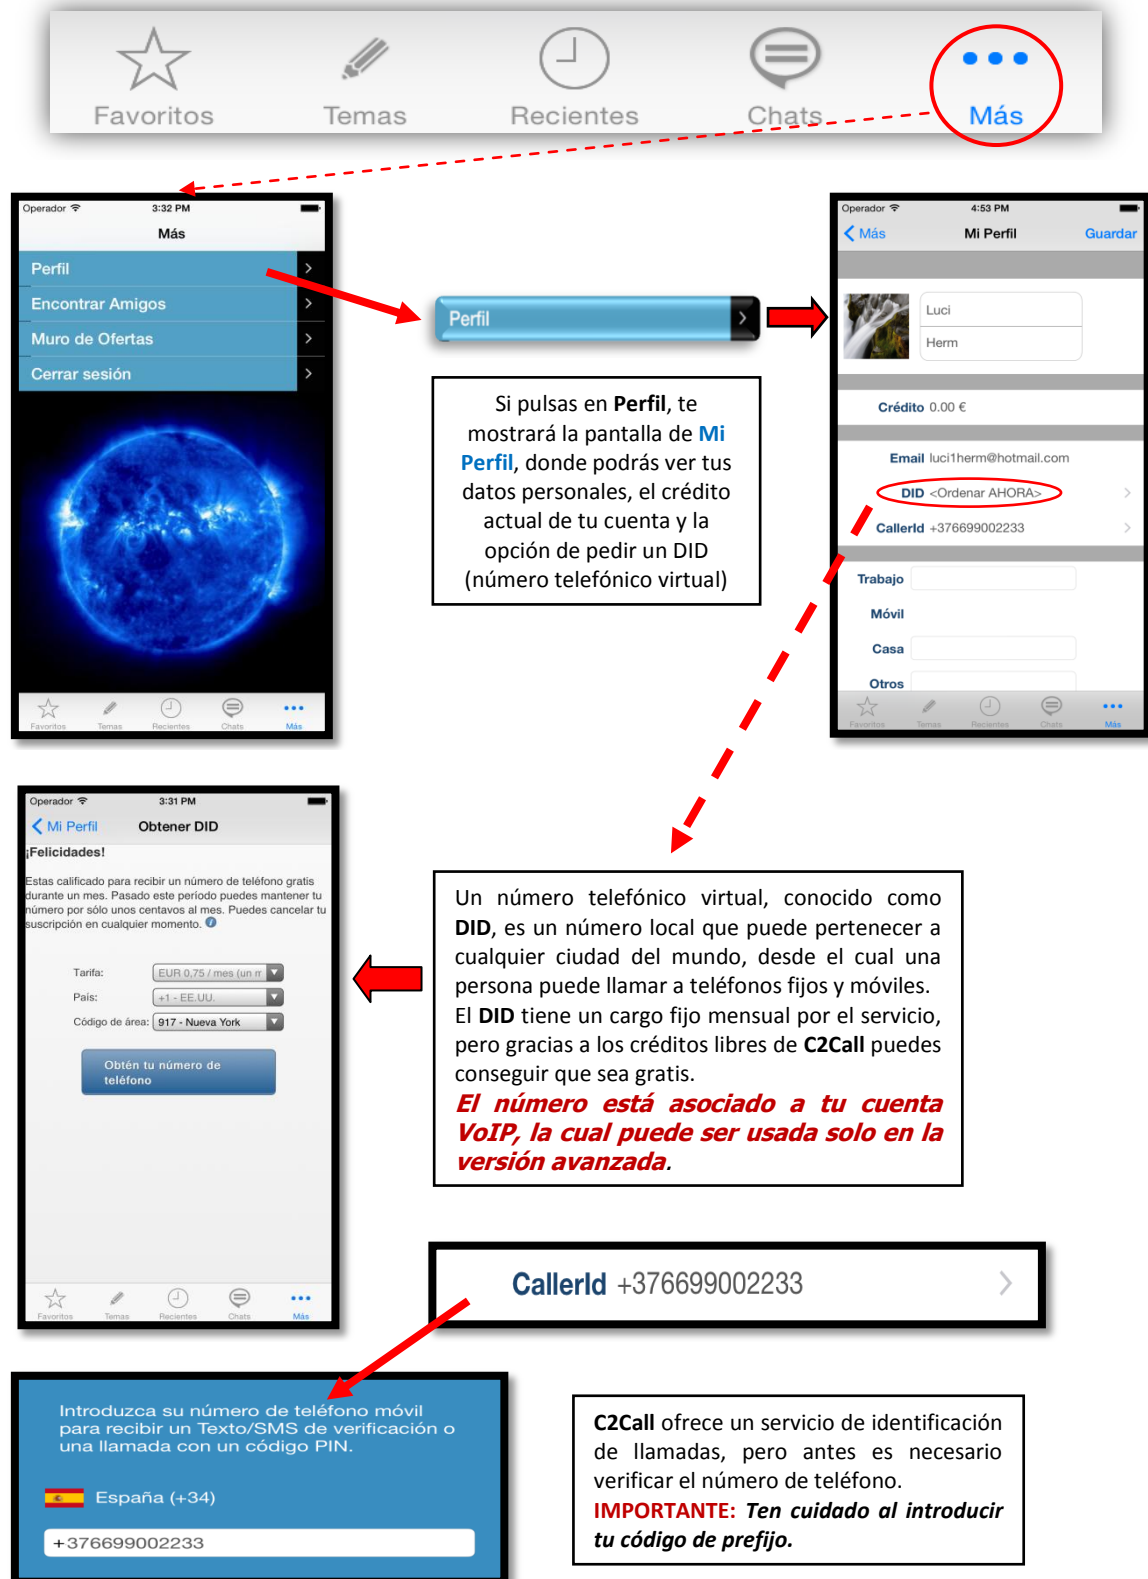 Favoritos
Temas
Recientes
Chats
Más
Operador
3:32 PM
Más
Perfil
Encontrar Amigos
Muro de Ofertas
Cerrar sesión
Favoritos
Temas
Recientes
Chats
Más
Perfil
Si pulsas en Perfil, te
mostrará la pantalla de Mi
Perfil, donde podrás ver tus
datos personales, el crédito
actual de tu cuenta y la
opción de pedir un DID
(número telefónico virtual)
Operador
4:53 PM
Más
Mi Perfil
Guardar
Luci
Herm
Crédito 0.00 €
Email luci1herm@hotmail.com
DID <Ordenar AHORA>
CallerId +376699002233
Trabajo
Móvil
Casa
Otros
Favoritos
Temas
Recientes
Chats
Más
Operador
3:31 PM
Mi Perfil
Obtener DID
¡Felicidades!
Estas calificado para recibir un número de teléfono gratis
durante un mes. Pasado este período puedes mantener tu
número por sólo unos centavos al mes. Puedes cancelar tu
suscripción en cualquier momento.
Tarifa: EUR 0,75 / mes (un m
País: +1 - EE.UU.
Código de área: 917 - Nueva York
Obtén tu número de
teléfono
Favoritos
Temas
Recientes
Chats
Más
Un número telefónico virtual, conocido como
DID, es un número local que puede pertenecer a
cualquier ciudad del mundo, desde el cual una
persona puede llamar a teléfonos fijos y móviles.
El DID tiene un cargo fijo mensual por el servicio,
pero gracias a los créditos libres de C2Call puedes
conseguir que sea gratis.
El número está asociado a tu cuenta
VoIP, la cual puede ser usada solo en la
versión avanzada.
CallerId +376699002233
Introduzca su número de teléfono móvil
para recibir un Texto/SMS de verificación o
una llamada con un código PIN.
España (+34)
+376699002233
C2Call ofrece un servicio de identificación
de llamadas, pero antes es necesario
verificar el número de teléfono.
IMPORTANTE: Ten cuidado al introducir
tu código de prefijo.